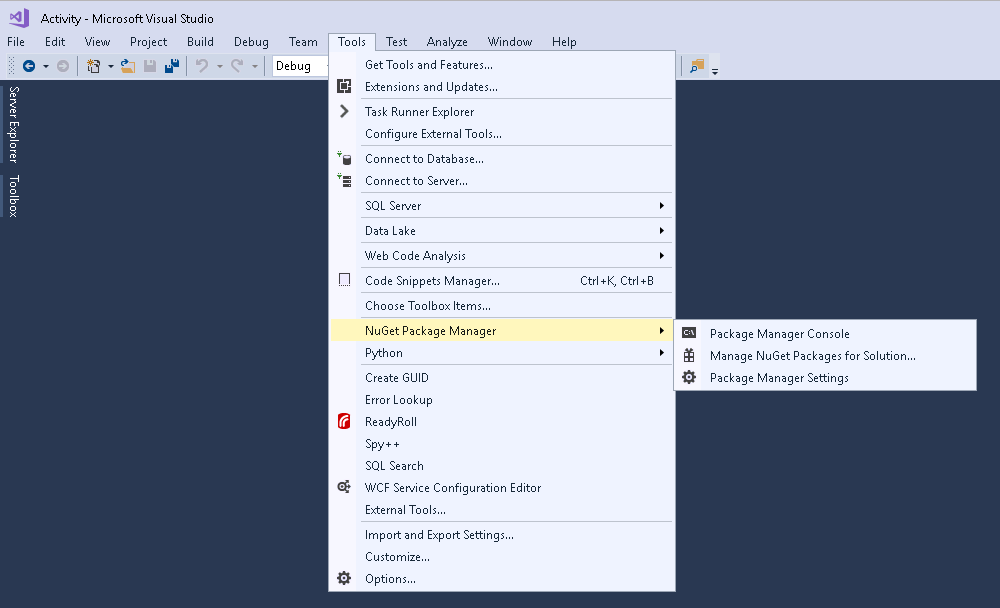 Activity - Microsoft Visual Studio
File Edit View Project Build Debug Team Tools Test Analyze Window Help
Debug
Server Explorer
Toolbox
Get Tools and Features...
Extensions and Updates...
Task Runner Explorer
Configure External Tools...
Connect to Database...
Connect to Server...
SQL Server
Data Lake
Web Code Analysis
Code Snippets Manager... Ctrl+K, Ctrl+B
Choose Toolbox Items...
NuGet Package Manager
Python
Create GUID
Error Lookup
ReadyRoll
Spy++
SQL Search
WCF Service Configuration Editor
External Tools...
Import and Export Settings...
Customize...
Options...
C:\
Package Manager Console
Manage NuGet Packages for Solution...
Package Manager Settings